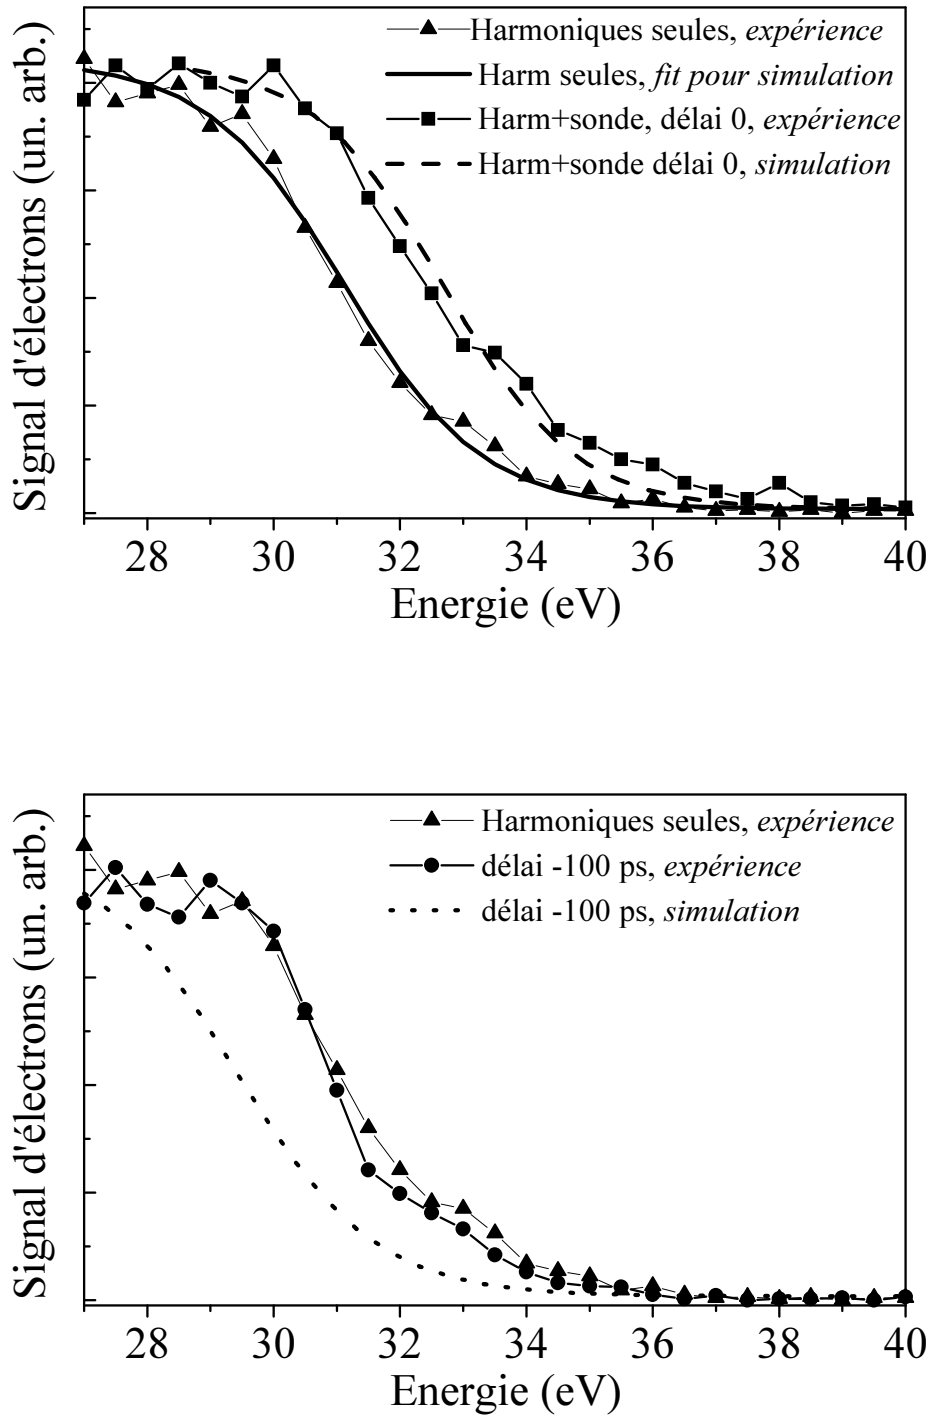 Harmoniques seules, expérience
Harm seules, fit pour simulation
Harm+sonde, délai 0, expérience
Harm+sonde délai 0, simulation
Signal d'électrons (un. arb.)
28 30 32 34 36 38 40
Energie (eV)
Harmoniques seules, expérience
délai -100 ps, expérience
délai -100 ps, simulation
Signal d'électrons (un. arb.)
28 30 32 34 36 38 40
Energie (eV)